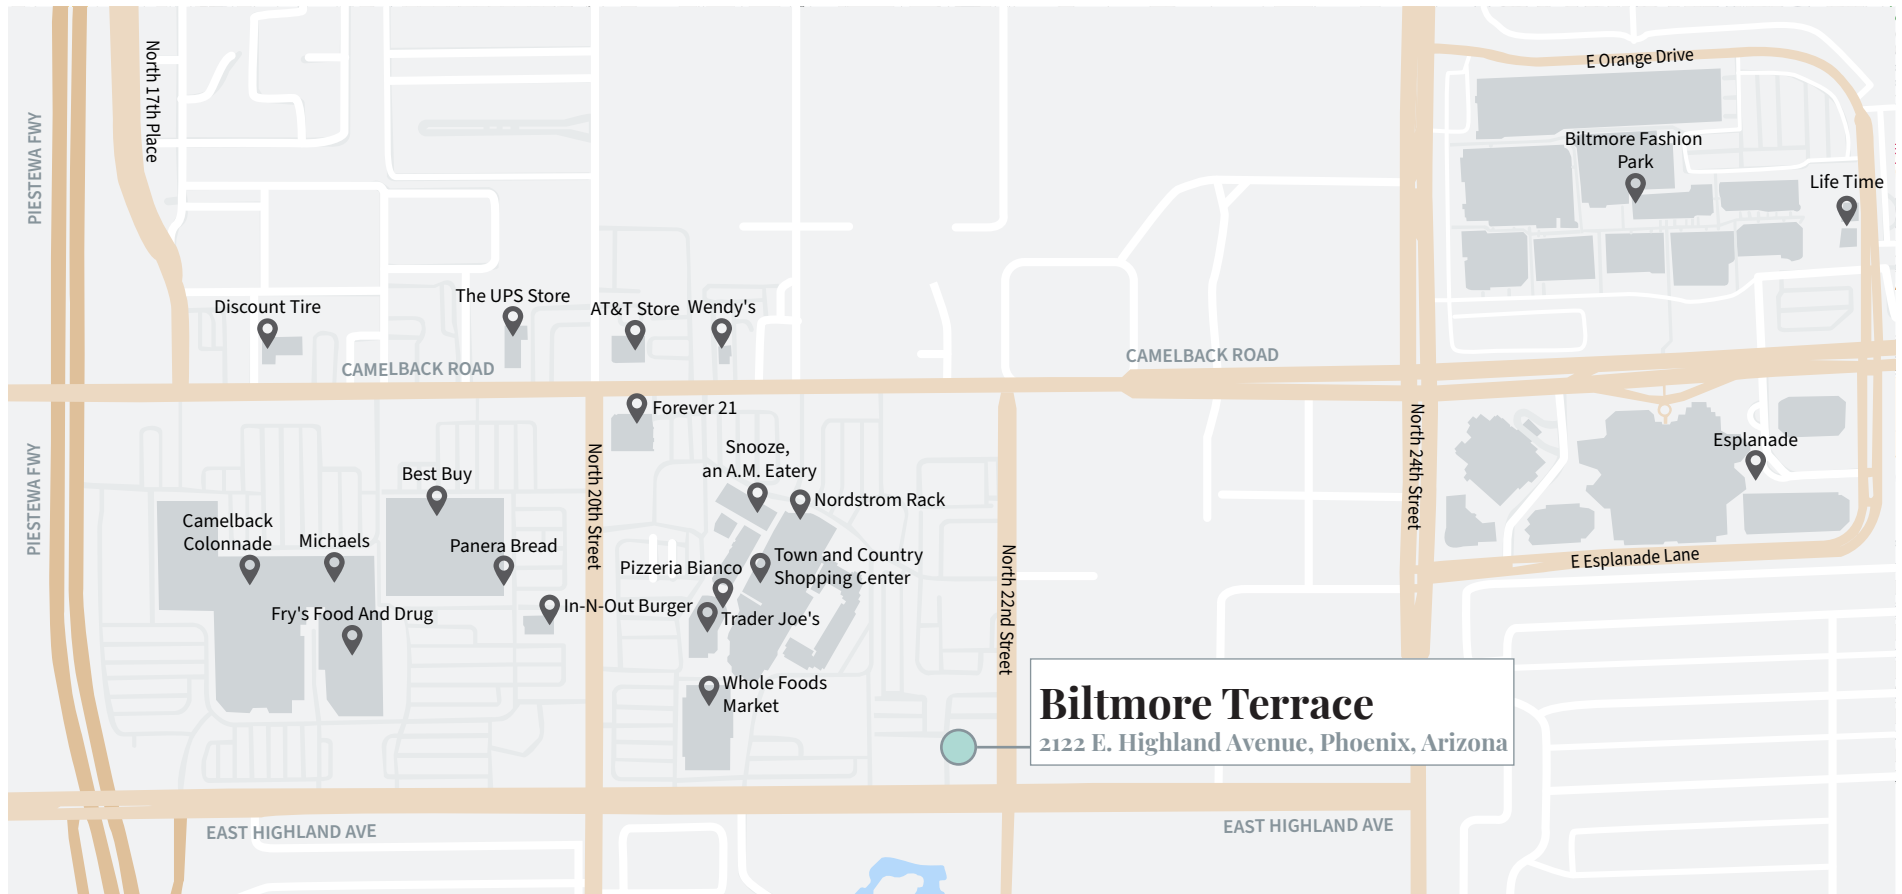 E Orange Drive
North 17th Place
PIESTEWA FWY
Biltmore Fashion
Park
Life Time
Discount Tire
The UPS Store
AT&T Store
Wendy's
CAMELBACK ROAD
CAMELBACK ROAD
Forever 21
North 20th Street
North 24th Street
Snooze,
an A.M. Eatery
Esplanade
PIESTEWA FWY
Best Buy
Nordstrom Rack
Camelback
Colonnade
Michaels
Panera Bread
Town and Country
Shopping Center
E Esplanade Lane
Pizzeria Bianco
North 22nd Street
In-N-Out Burger
Fry's Food And Drug
Trader Joe's
Whole Foods
Market
Biltmore Terrace
2122 E. Highland Avenue, Phoenix, Arizona
EAST HIGHLAND AVE
EAST HIGHLAND AVE